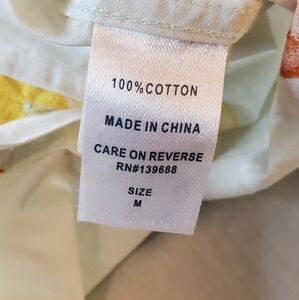 100% COTTON
MADE IN CHINA
CARE ON REVERSE
RN#139688
SIZE
M